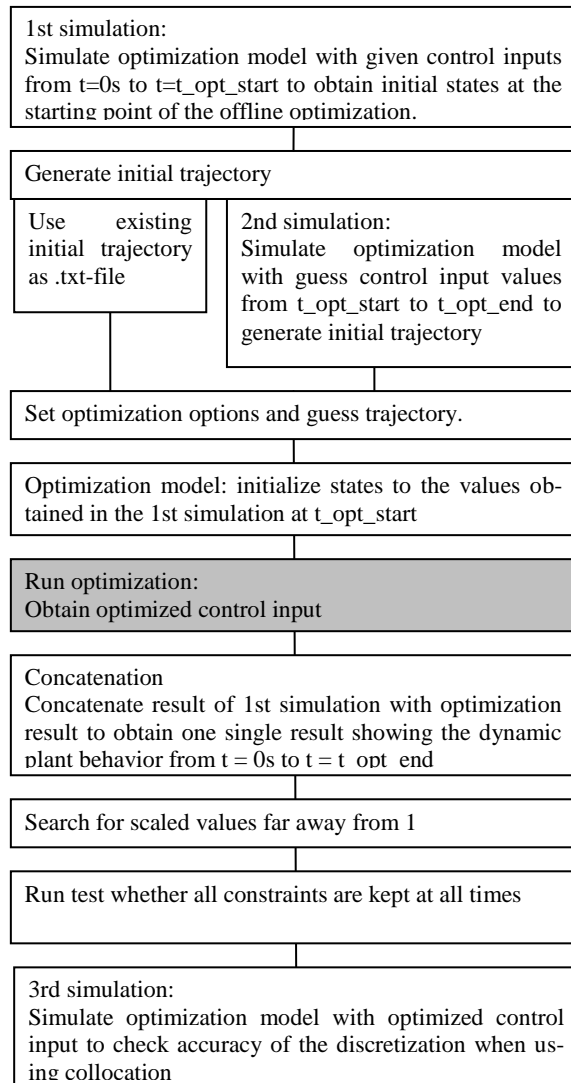 1st simulation:
Simulate optimization model with given control inputs
from t=0s to t=t_opt_start to obtain initial states at the
starting point of the offline optimization.
Generate initial trajectory
Use existing
initial trajectory
as .txt-file
2nd simulation:
Simulate optimization model
with guess control input values
from t_opt_start to t_opt_end to
generate initial trajectory
Set optimization options and guess trajectory.
Optimization model: initialize states to the values ob-
tained in the 1st simulation at t_opt_start
Run optimization:
Obtain optimized control input
Concatenation
Concatenate result of 1st simulation with optimization
result to obtain one single result showing the dynamic
plant behavior from t = 0s to t = t_opt_end
Search for scaled values far away from 1
Run test whether all constraints are kept at all times
3rd simulation:
Simulate optimization model with optimized control
input to check accuracy of the discretization when us-
ing collocation